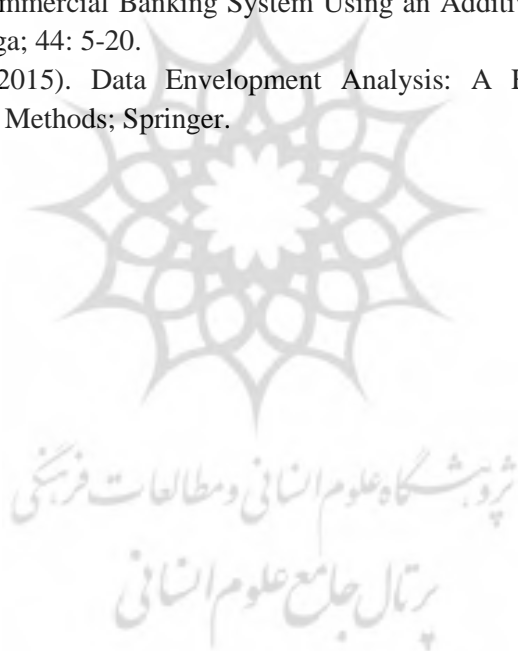 ommercial Banking System Using an Additiv
ga; 44: 5-20.
2015). Data Envelopment Analysis: A
Methods; Springer.
پژوهشگاه علوم انسانی و مطالعات فرهنگی
پرتال جامع علوم انسانی